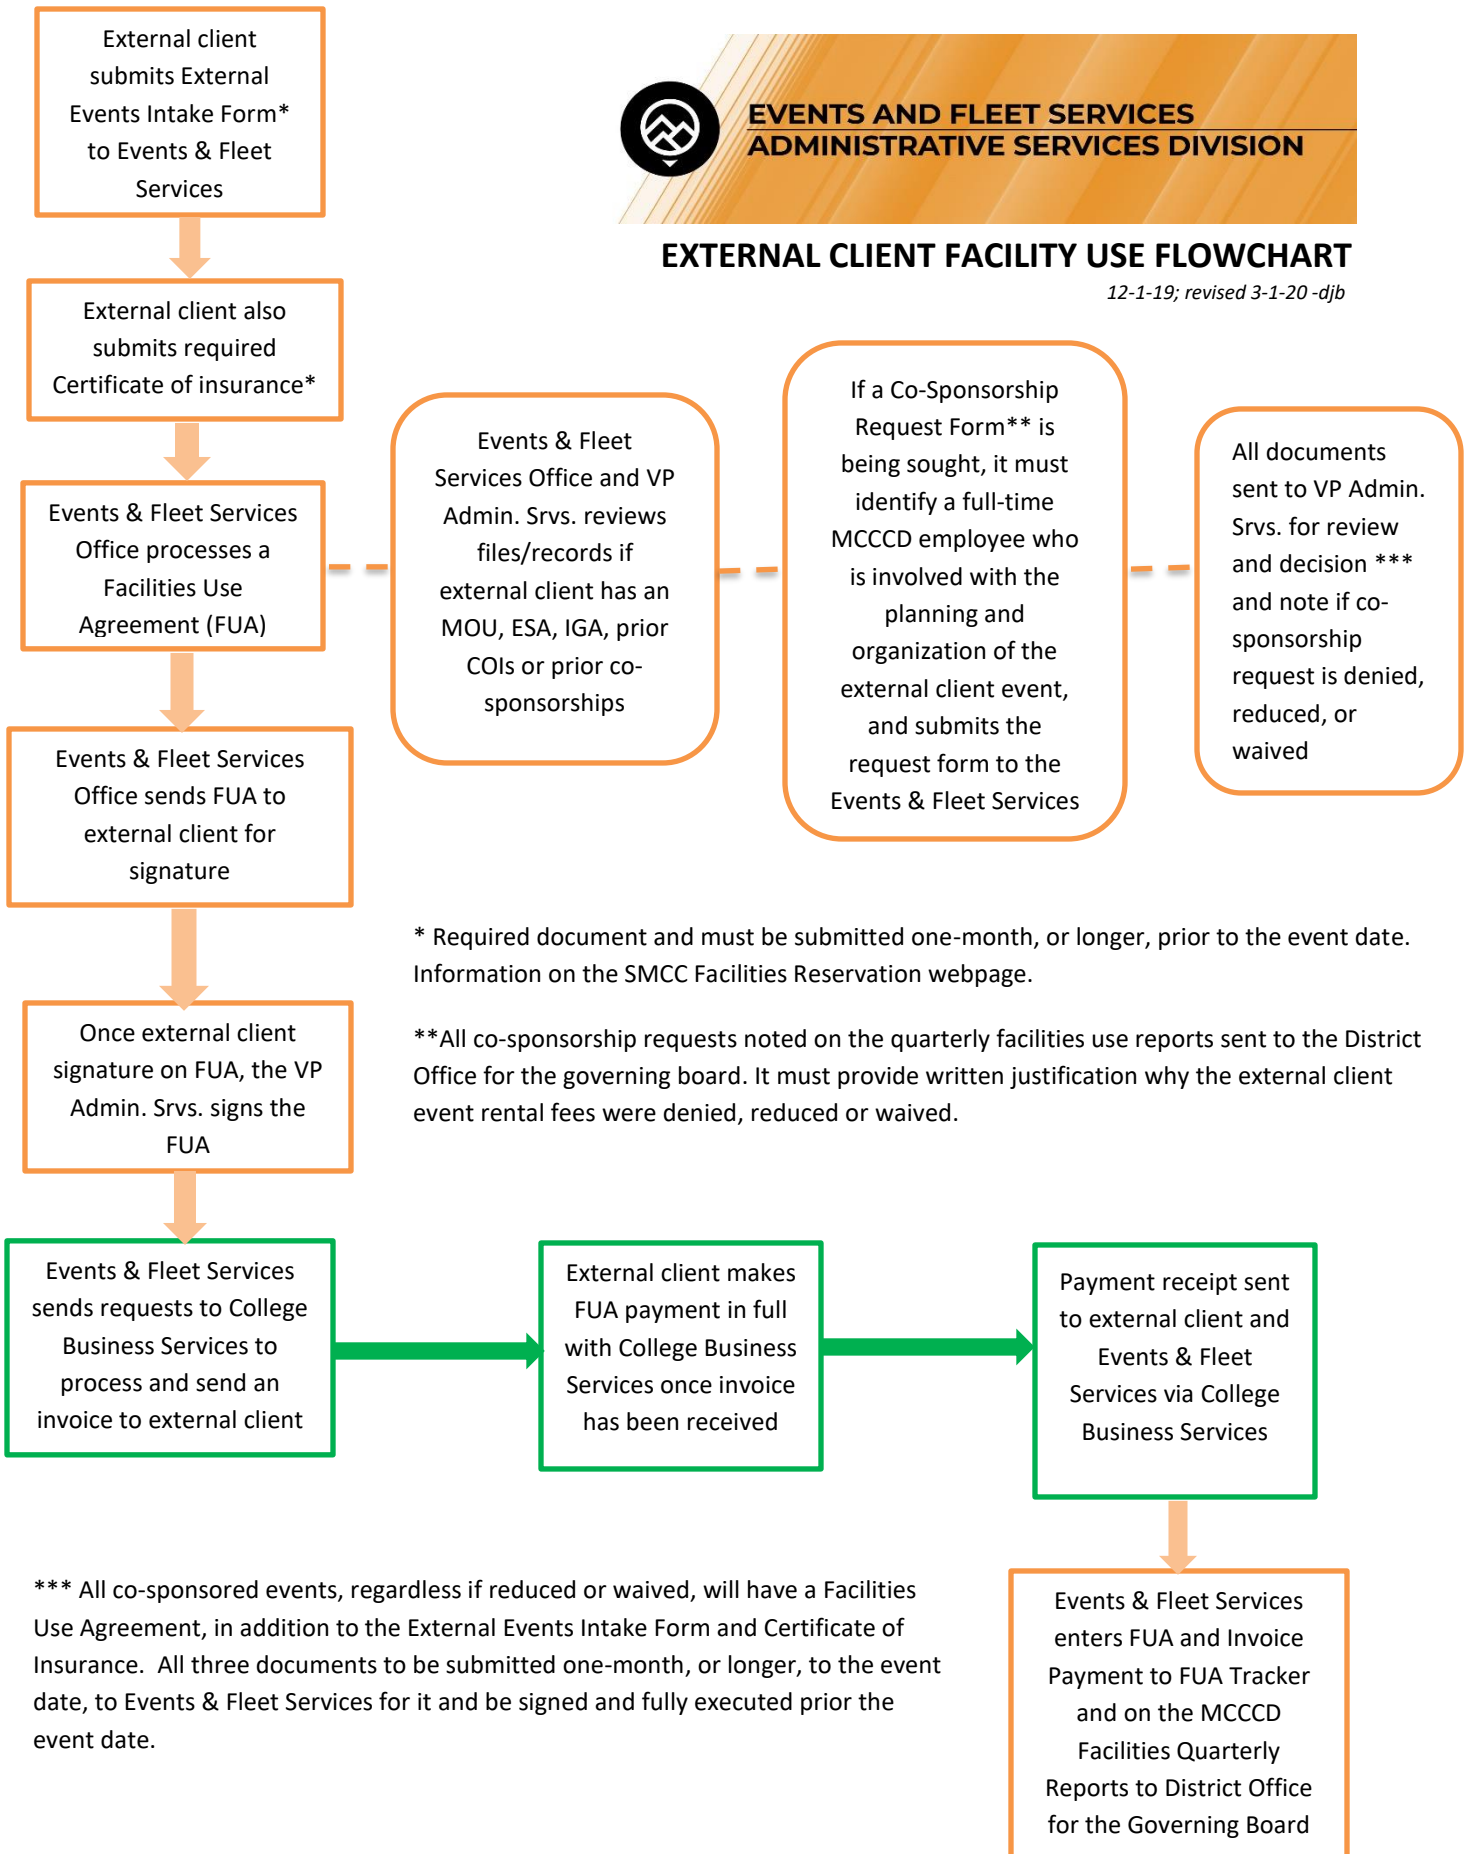 External client
submits External
Events Intake Form*
to Events & Fleet
Services
EVENTS AND FLEET SERVICES
ADMINISTRATIVE SERVICES DIVISION
EXTERNAL CLIENT FACILITY USE FLOWCHART
12-1-19; revised 3-1-20 -djb
External client also
submits required
Certificate of insurance*
Events & Fleet Services
Office processes a
Facilities Use
Agreement (FUA)
Events & Fleet
Services Office and VP
Admin. Srvs. reviews
files/records if
external client has an
MOU, ESA, IGA, prior
COIs or prior co-
sponsorships
If a Co-Sponsorship
Request Form** is
being sought, it must
identify a full-time
MCCCD employee who
is involved with the
planning and
organization of the
external client event,
and submits the
request form to the
Events & Fleet Services
All documents
sent to VP Admin.
Srvs. for review
and decision ***
and note if co-
sponsorship
request is denied,
reduced, or
waived
Events & Fleet Services
Office sends FUA to
external client for
signature
* Required document and must be submitted one-month, or longer, prior to the event date.
Information on the SMCC Facilities Reservation webpage.
**All co-sponsorship requests noted on the quarterly facilities use reports sent to the District
Office for the governing board. It must provide written justification why the external client
event rental fees were denied, reduced or waived.
Once external client
signature on FUA, the VP
Admin. Srvs. signs the
FUA
Events & Fleet Services
sends requests to College
Business Services to
process and send an
invoice to external client
External client makes
FUA payment in full
with College Business
Services once invoice
has been received
Payment receipt sent
to external client and
Events & Fleet
Services via College
Business Services
*** All co-sponsored events, regardless if reduced or waived, will have a Facilities
Use Agreement, in addition to the External Events Intake Form and Certificate of
Insurance.  All three documents to be submitted one-month, or longer, to the event
date, to Events & Fleet Services for it and be signed and fully executed prior the
event date.
Events & Fleet Services
enters FUA and Invoice
Payment to FUA Tracker
and on the MCCCD
Facilities Quarterly
Reports to District Office
for the Governing Board